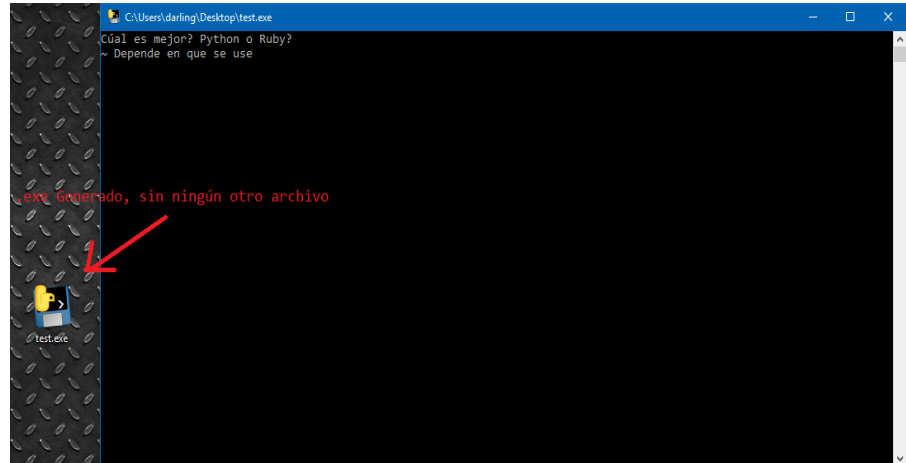 C:\Users\darling\Desktop\test.exe
Cúal es mejor? Python o Ruby?
~ Depende en que se use
.exe Generado, sin ningún otro archivo
test.exe